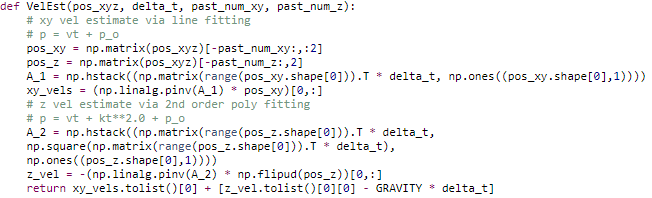 def VelEst(pos_xyz, delta_t, past_num_xy, past_num_z):
    # xy vel estimate via line fitting
    # p = vt + p_o
    pos_xy = np.matrix(pos_xyz)[-past_num_xy:,:2]
    pos_z = np.matrix(pos_xyz)[-past_num_z:,2]
    A_1 = np.hstack((np.matrix(range(pos_xy.shape[0])).T * delta_t, np.ones((pos_xy.shape[0],1))))
    xy_vels = (np.linalg.pinv(A_1) * pos_xy)[0,:]
    # z vel estimate via 2nd order poly fitting
    # p = vt + kt**2.0 + p_o
    A_2 = np.hstack((np.matrix(range(pos_z.shape[0])).T * delta_t,
    np.square(np.matrix(range(pos_z.shape[0])).T * delta_t),
    np.ones((pos_z.shape[0],1))))
    z_vel = -(np.linalg.pinv(A_2) * np.flipud(pos_z))[0,:]
    return xy_vels.tolist()[0] + [z_vel.tolist()[0][0] - GRAVITY * delta_t]